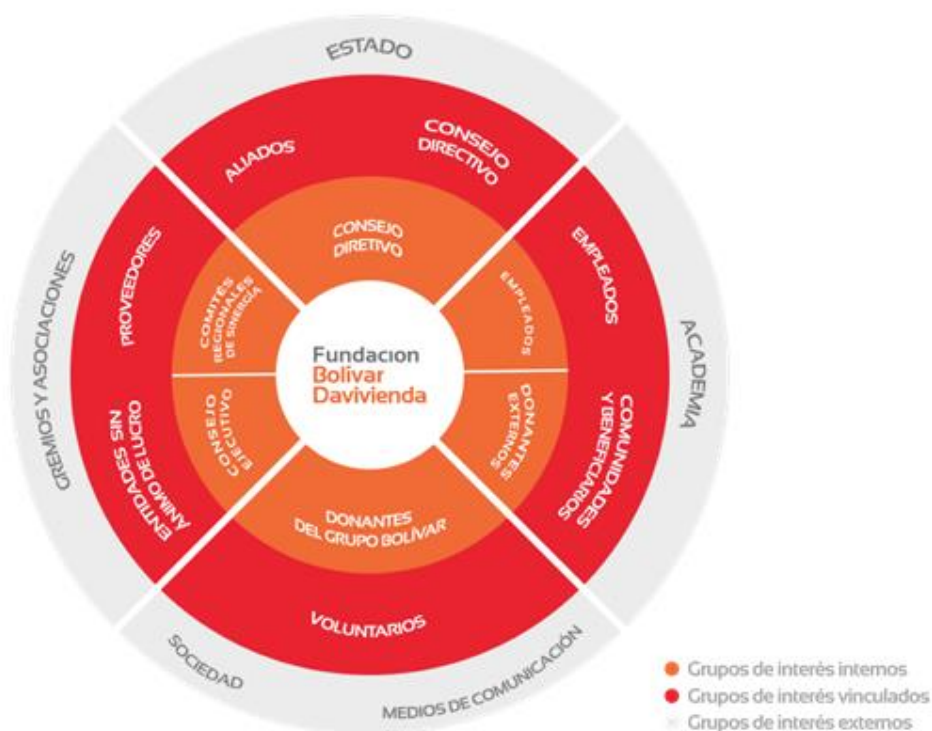 ESTADO
ALIADOS
CONSEJO
DIRECTIVO
CONSEJO
DIRETIVO
PROVEEDORES
COMITÉS
REGIONALES
DE SINERGÍA
EMPLEADOS
EMPLEADOS
GREMIOS Y ASOCIACIONES
ACADEMIA
Fundacion
Bolívar
Davivienda
ENTIDADES SIN
ÁNIMO DE LUCRO
CONSEJO
EJECUTIVO
DONANTES
EXTERNOS
COMUNIDADES
Y BENEFICIARIOS
DONANTES
DEL GRUPO BOLÍVAR
VOLUNTARIOS
SOCIEDAD
MEDIOS DE COMUNICACIÓN
Grupos de interés internos
Grupos de interés vinculados
Grupos de interés externos